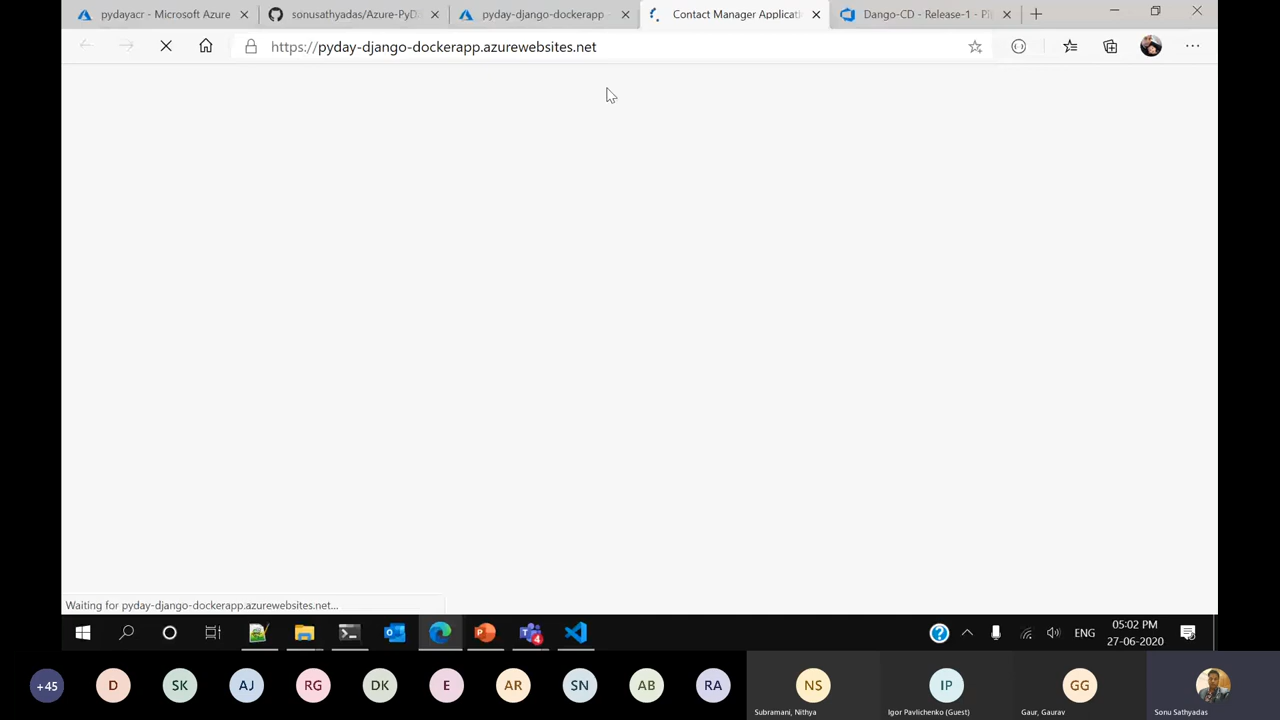 pydayacr - Microsoft Azure
sonusathyadas/Azure-PyD
pyday-django-dockerapp -
Contact Manager Applicati
Dango-CD - Release-1 - Pi
https://pyday-django-dockerapp.azurewebsites.net
Waiting for pyday-django-dockerapp.azurewebsites.net...
4
ENG
05:02 PM
27-06-2020
+45
D
SK
AJ
RG
DK
E
AR
SN
AB
RA
NS
IP
GG
Subramani, Nithya
Igor Pavlichenko (Guest)
Gaur, Gaurav
Sonu Sathyadas